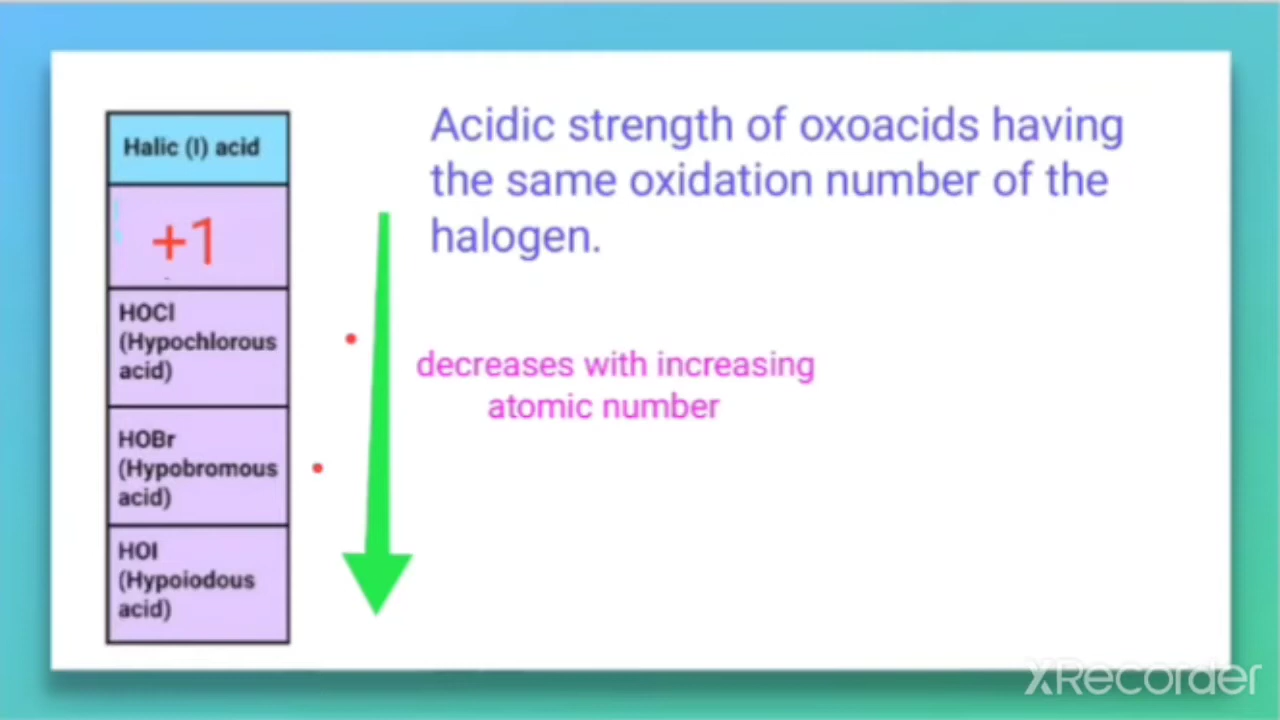 Halic (I) acid
+1
HOCl
(Hypochlorous
acid)
HOBr
(Hypobromous
acid)
HOI
(Hypoiodous
acid)
Acidic strength of oxoacids having
the same oxidation number of the
halogen.
decreases with increasing
atomic number
XRecorder